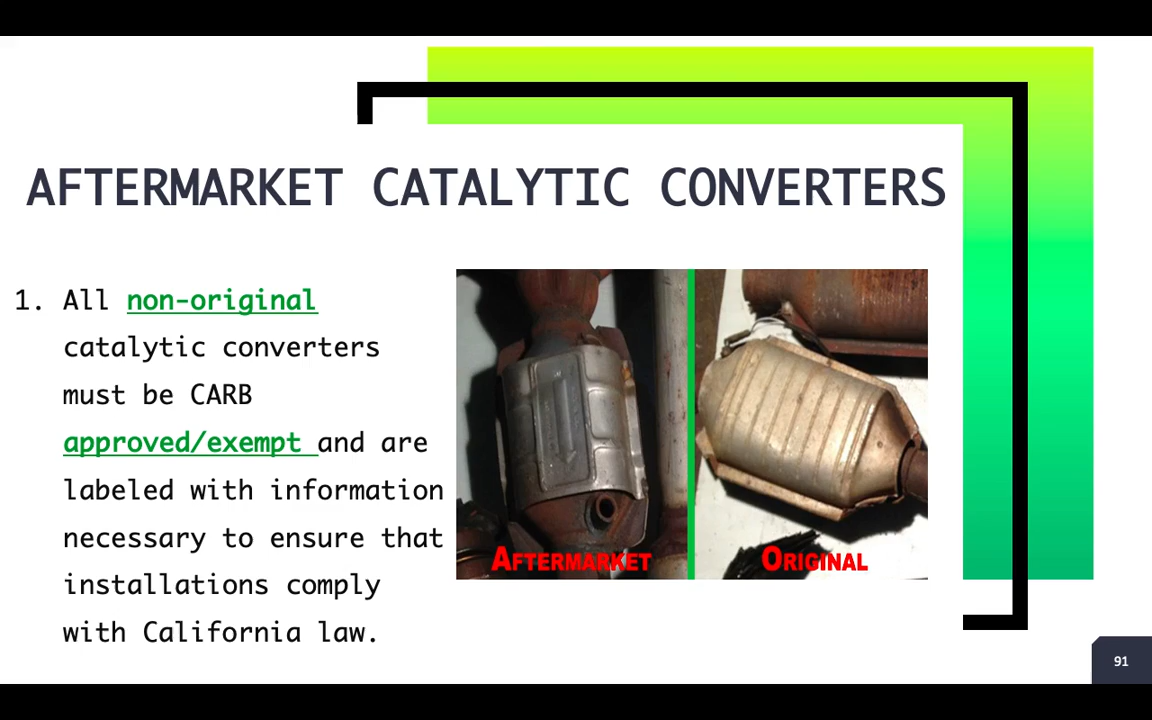 AFTERMARKET CATALYTIC CONVERTERS
1. All non-original
catalytic converters
must be CARB
approved/exempt and are
labeled with information
necessary to ensure that
installations comply
with California law.
AFTERMARKET
ORIGINAL
91